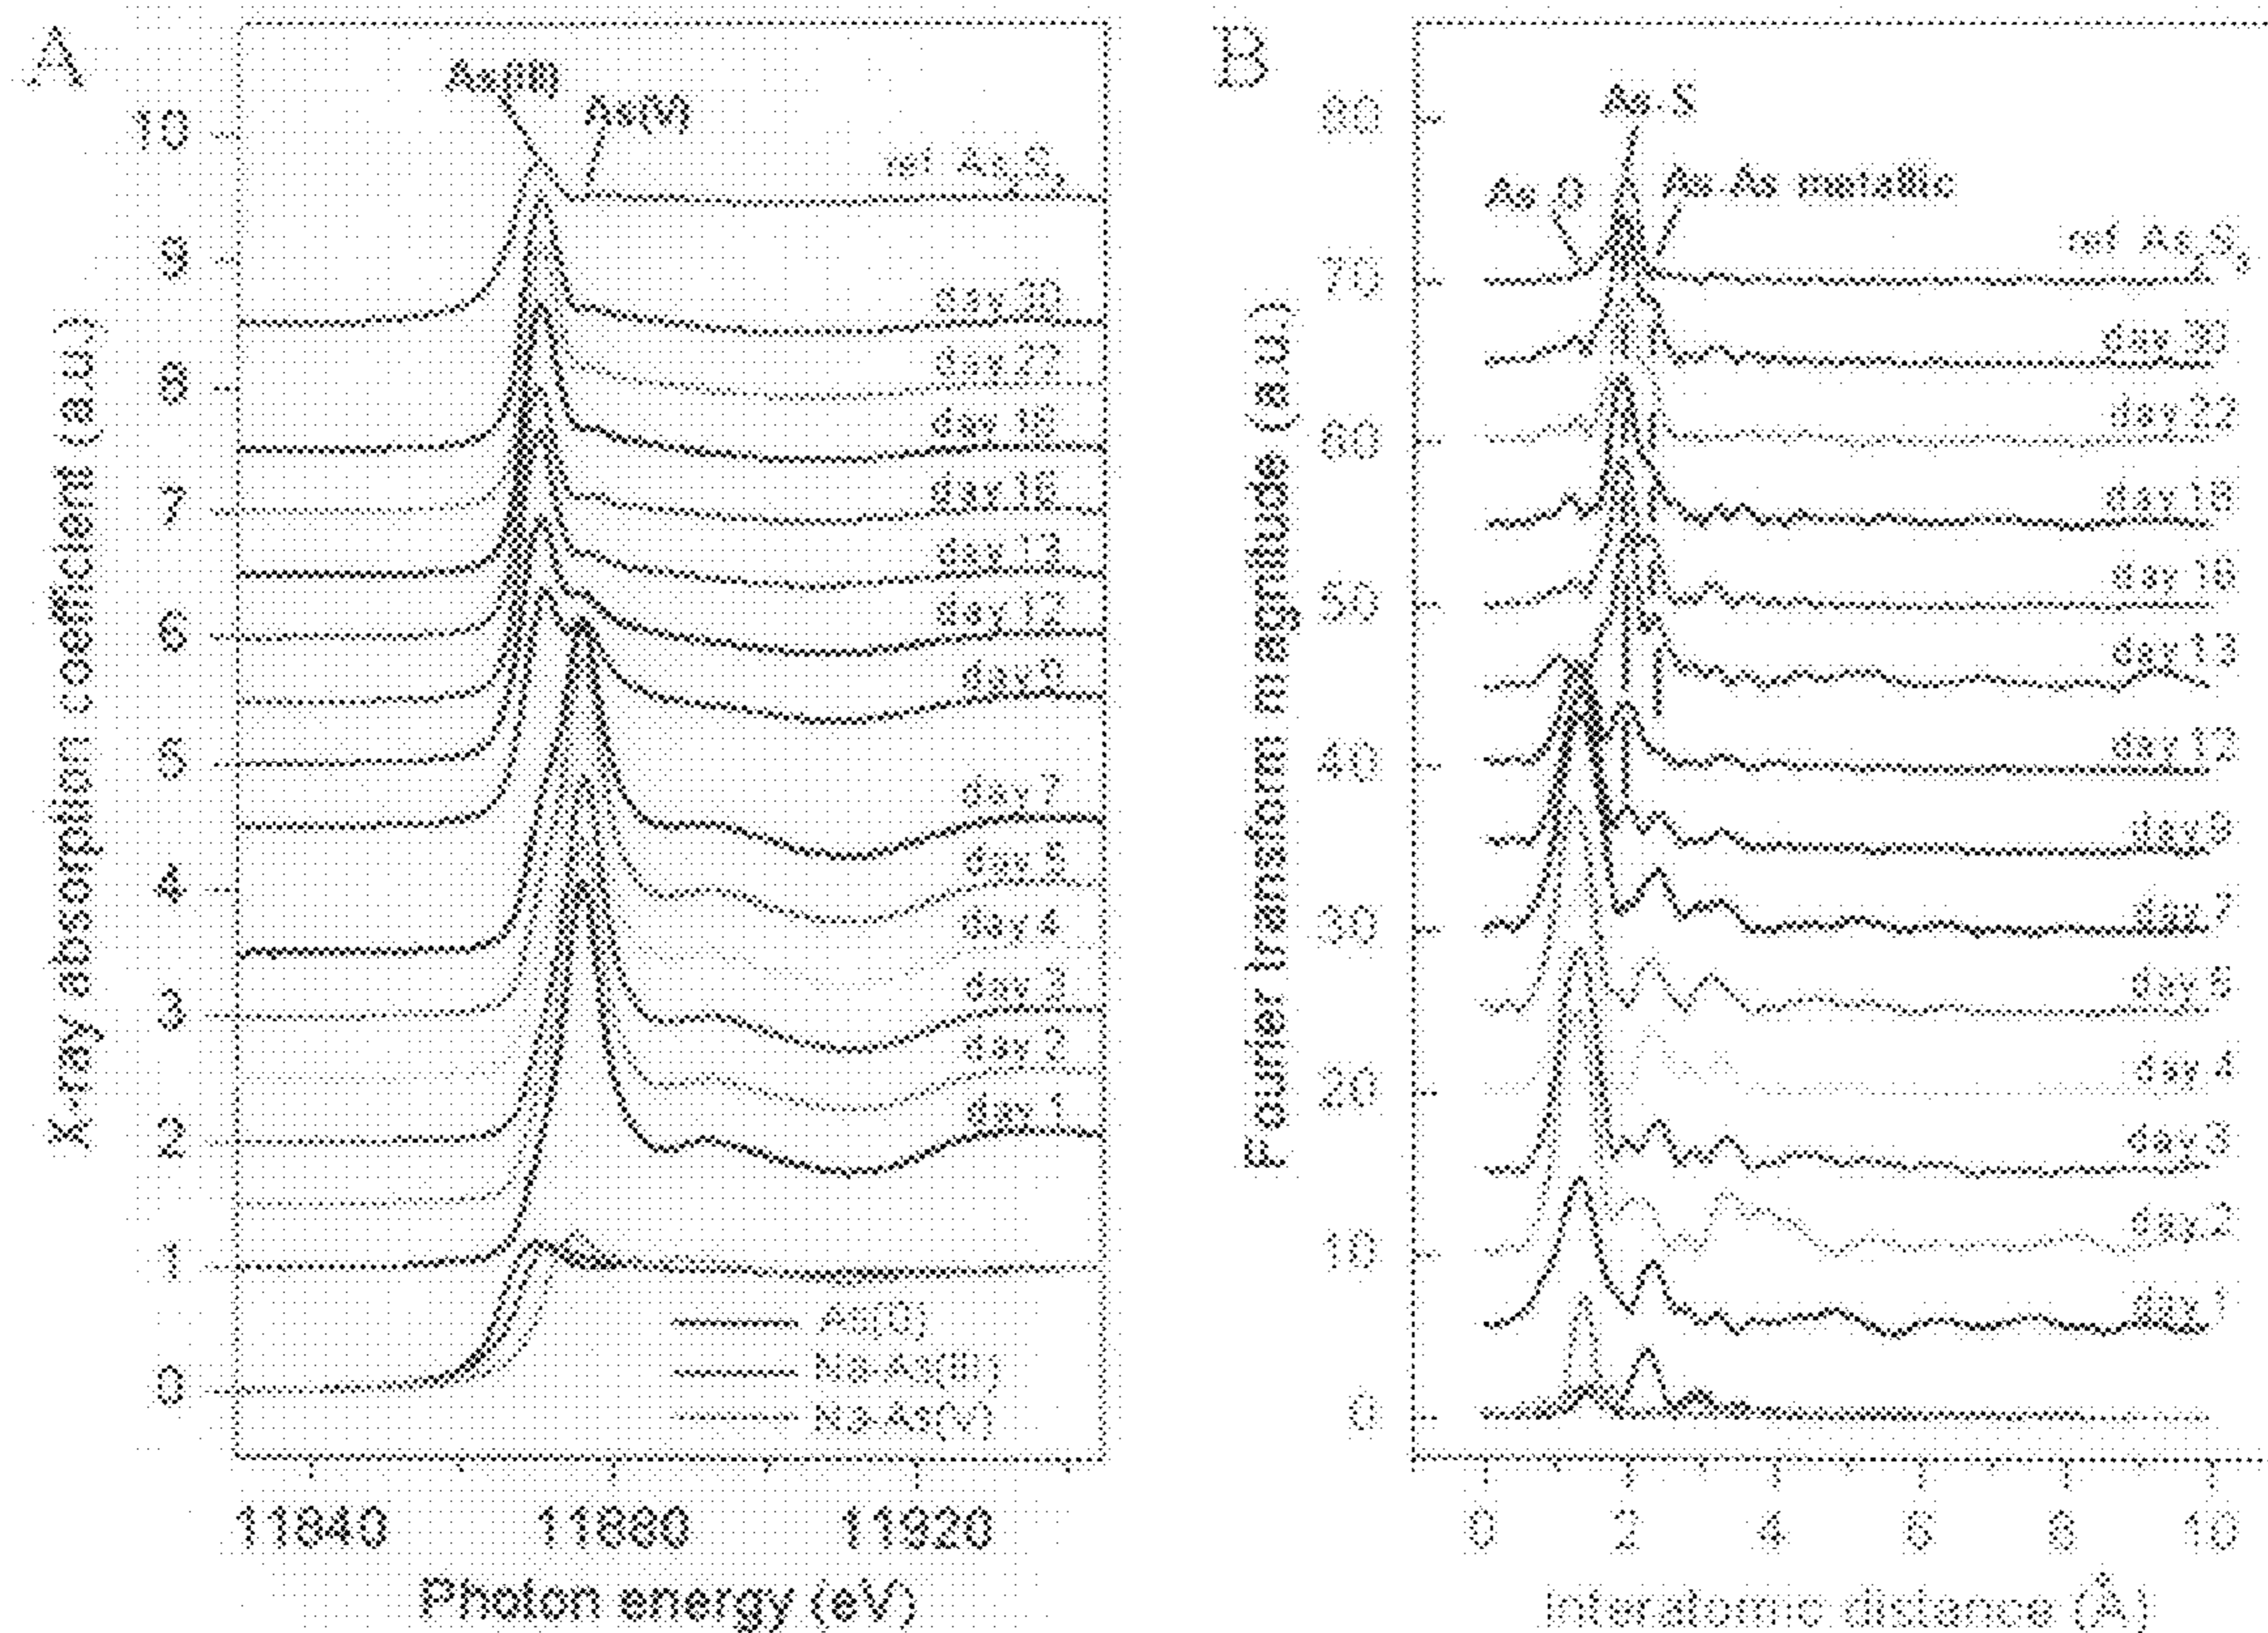 A
As(III)
As(V)
10
9
8
7
6
5
4
3
2
1
0
X-ray absorption coefficient (a.u.)
ref As2S3
day 30
day 22
day 18
day 16
day 13
day 12
day 9
day 7
day 4
day 3
day 2
day 1
As(0)
Na-As(III)
Na-As(V)
11840
11880
11920
Photon energy (eV)
B
80
70
60
50
40
30
20
10
0
Fourier transform magnitude (a.u.)
As-S
As-O
As-As metallic
ref As2S3
day 30
day 22
day 18
day 16
day 13
day 12
day 9
day 7
day 4
day 3
day 2
day 1
0
2
4
6
8
10
Interatomic distance (Å)